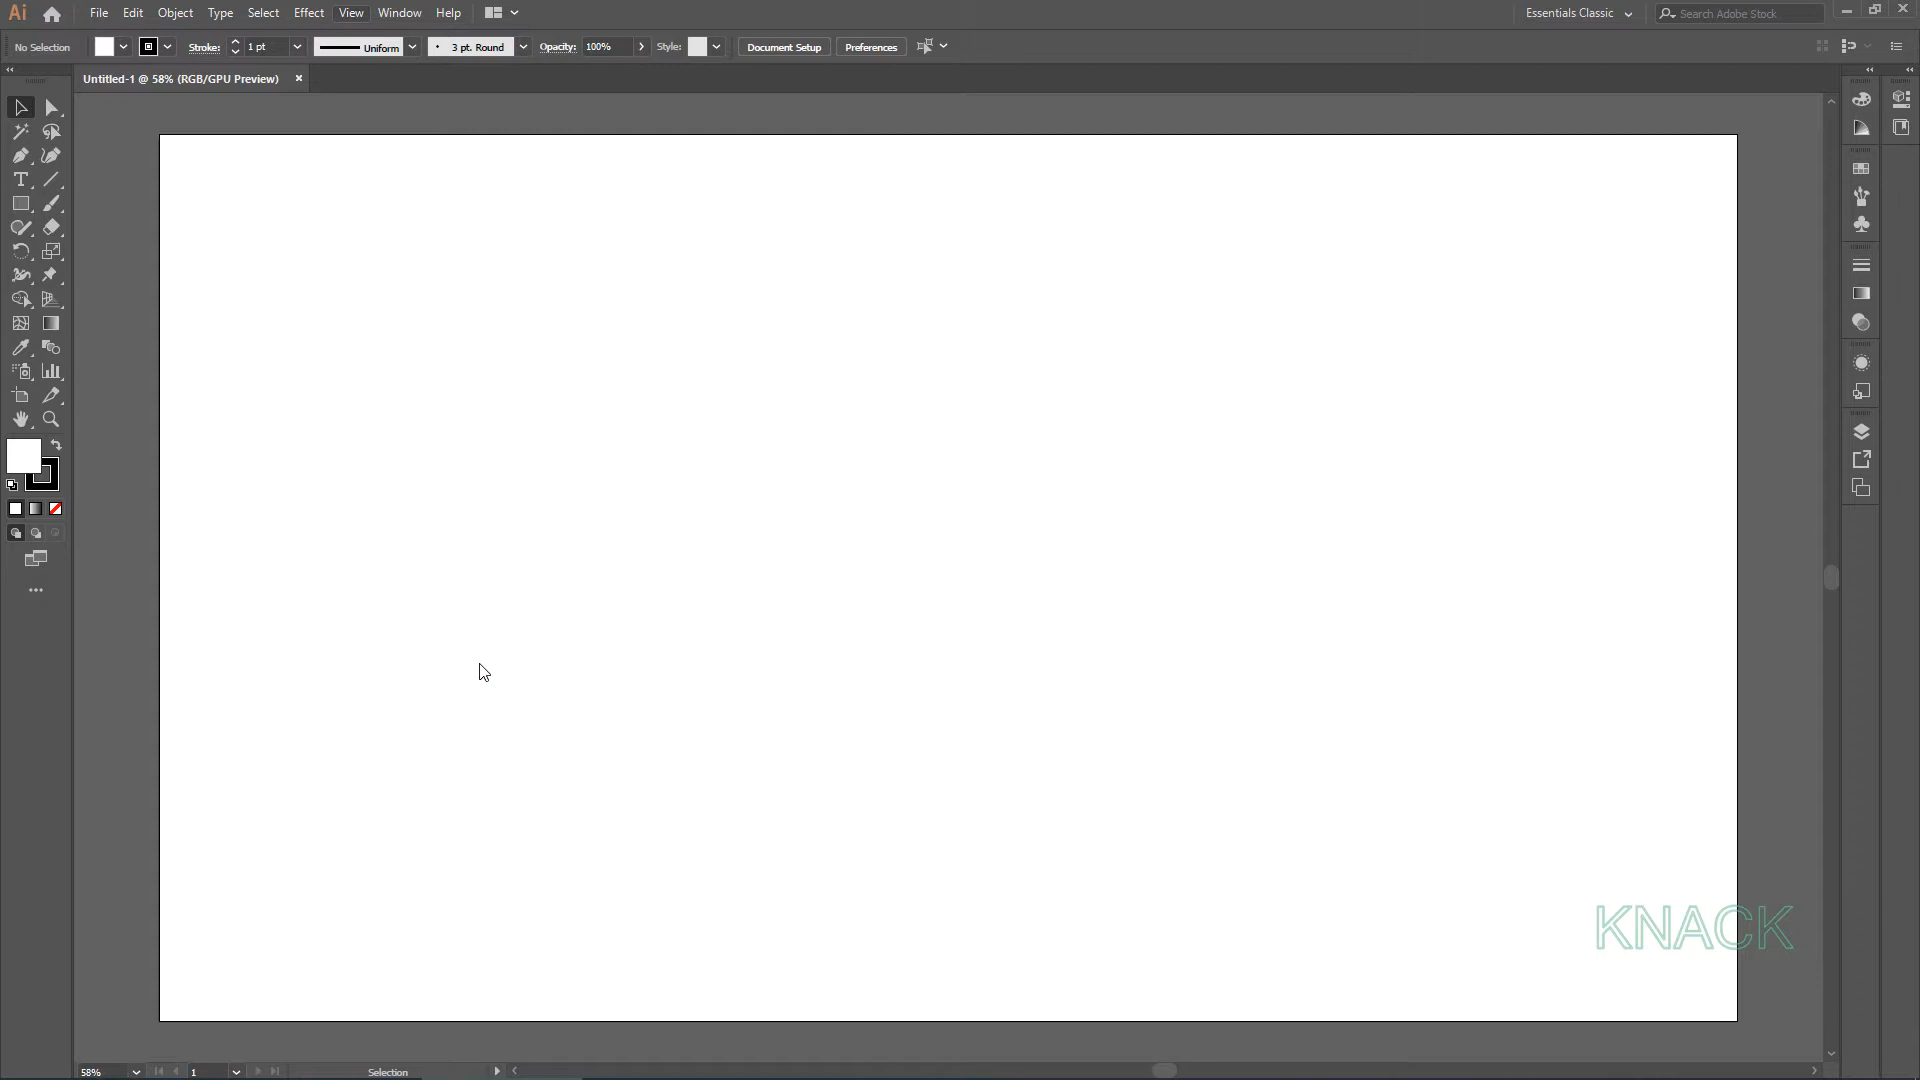 Ai File Edit Object Type Select Effect View Window Help Essentials Classic Search Adobe Stock
No Selection Stroke: 1 pt Uniform 3 pt. Round Opacity: 100% Style: Document Setup Preferences
Untitled-1 @ 58% (RGB/GPU Preview)
T
KNACK
58% 1 Selection